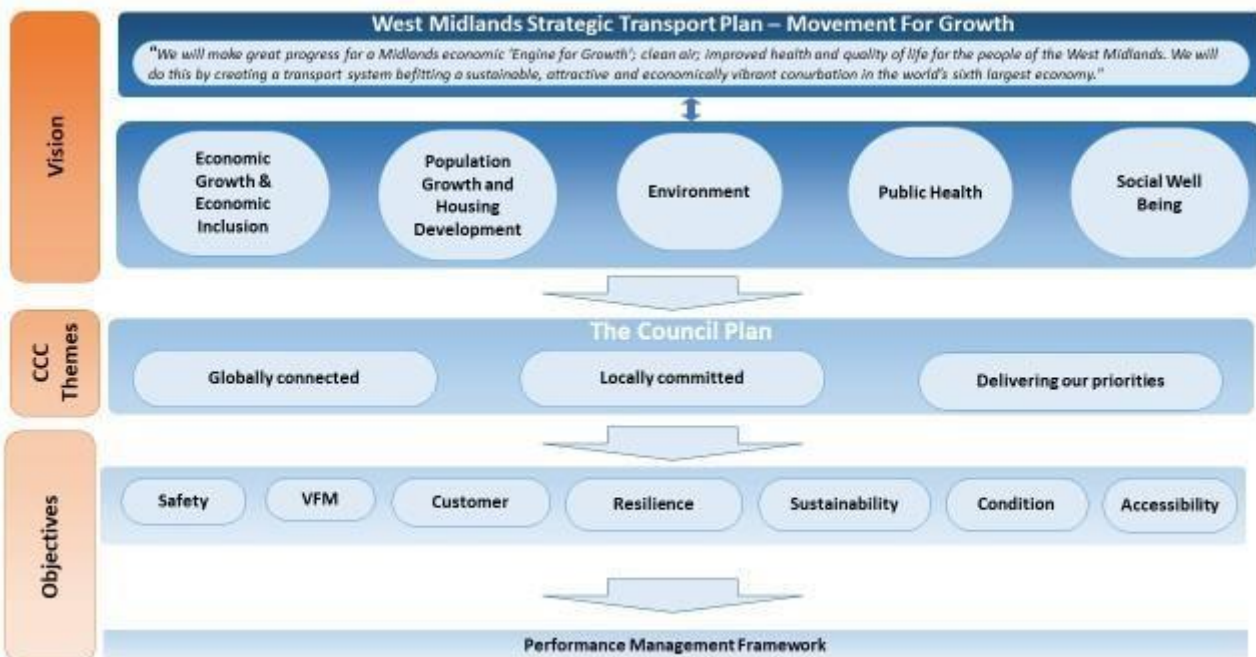 West Midlands Strategic Transport Plan – Movement For Growth
"We will make great progress for a Midlands economic 'Engine for Growth'; clean air; improved health and quality of life for the people of the West Midlands. We will
do this by creating a transport system befitting a sustainable, attractive and economically vibrant conurbation in the world's sixth largest economy."
Vision
Economic
Growth &
Economic
Inclusion
Population
Growth and
Housing
Development
Environment
Public Health
Social Well
Being
CCC
Themes
The Council Plan
Globally connected
Locally committed
Delivering our priorities
Objectives
Safety
VFM
Customer
Resilience
Sustainability
Condition
Accessibility
Performance Management Framework